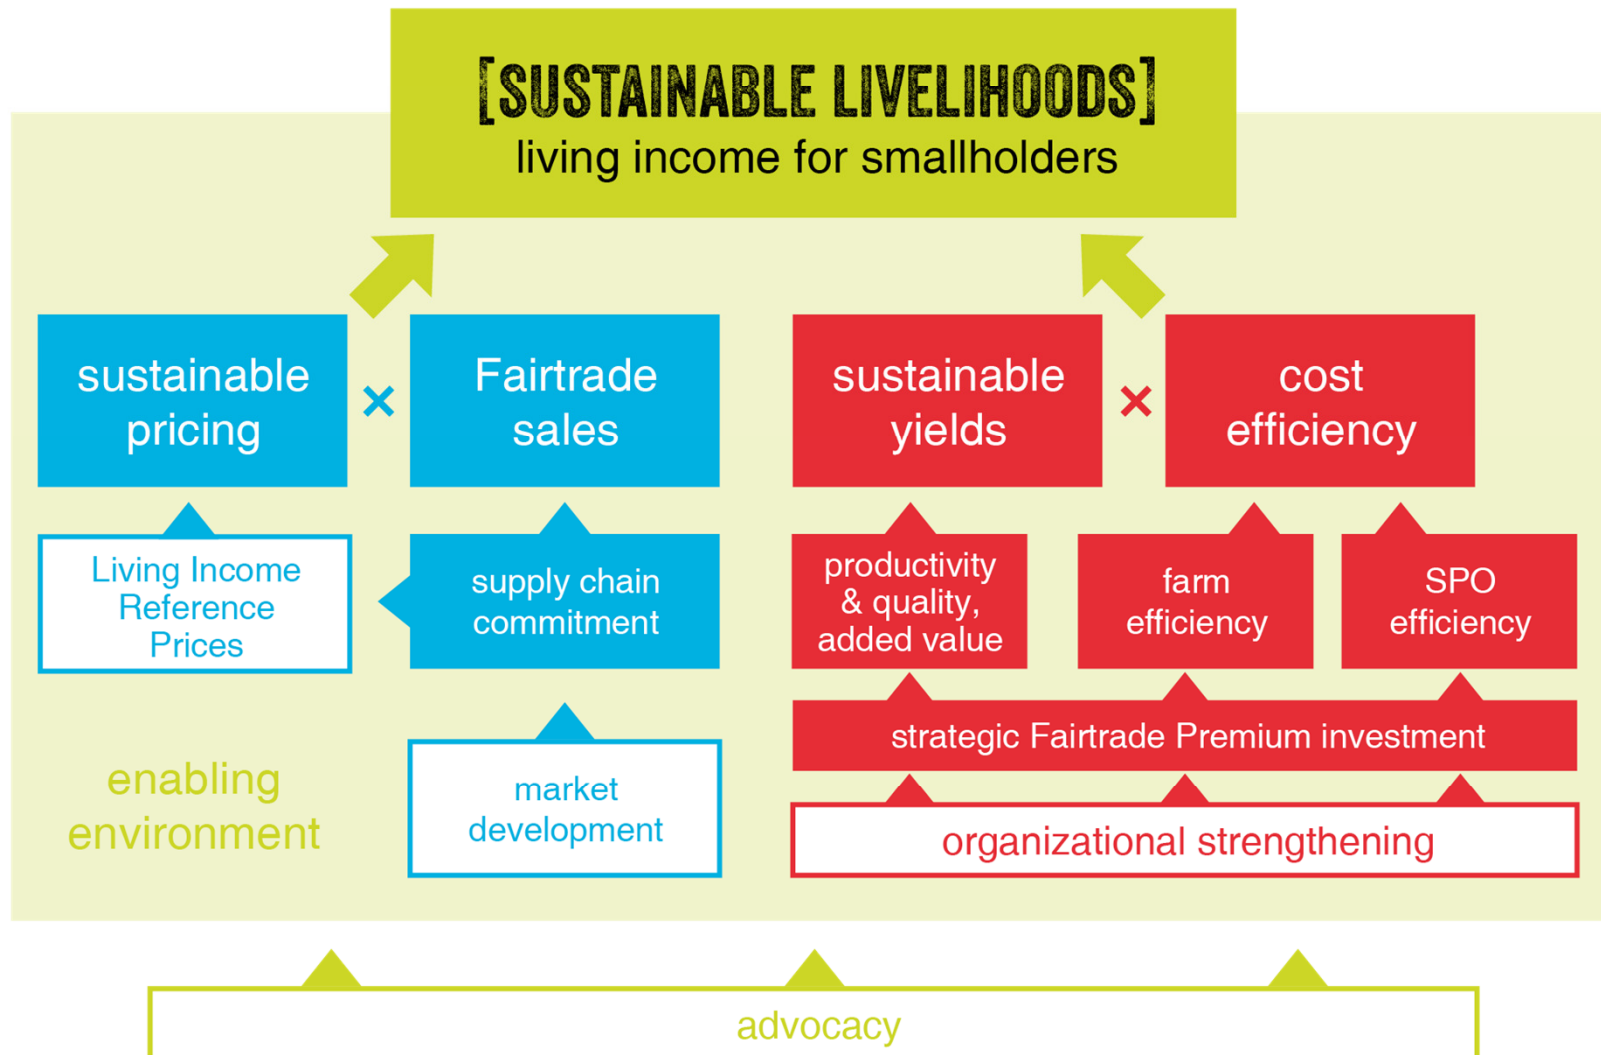 [SUSTAINABLE LIVELIHOODS]
living income for smallholders
sustainable
pricing
×
Fairtrade
sales
sustainable
yields
×
cost
efficiency
Living Income
Reference
Prices
supply chain
commitment
productivity
& quality,
added value
farm
efficiency
SPO
efficiency
strategic Fairtrade Premium investment
enabling
environment
market
development
organizational strengthening
advocacy